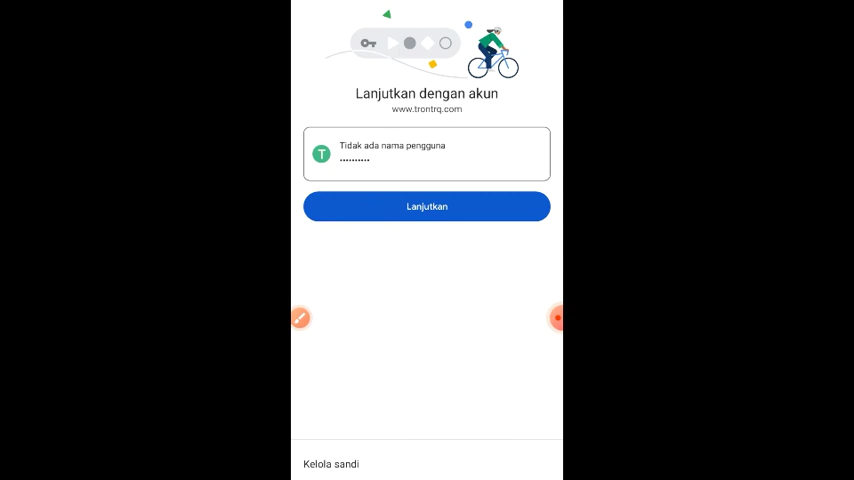 Lanjutkan dengan akun
www.trontrq.com
Tidak ada nama pengguna
T
••••••••••
Lanjutkan
Kelola sandi